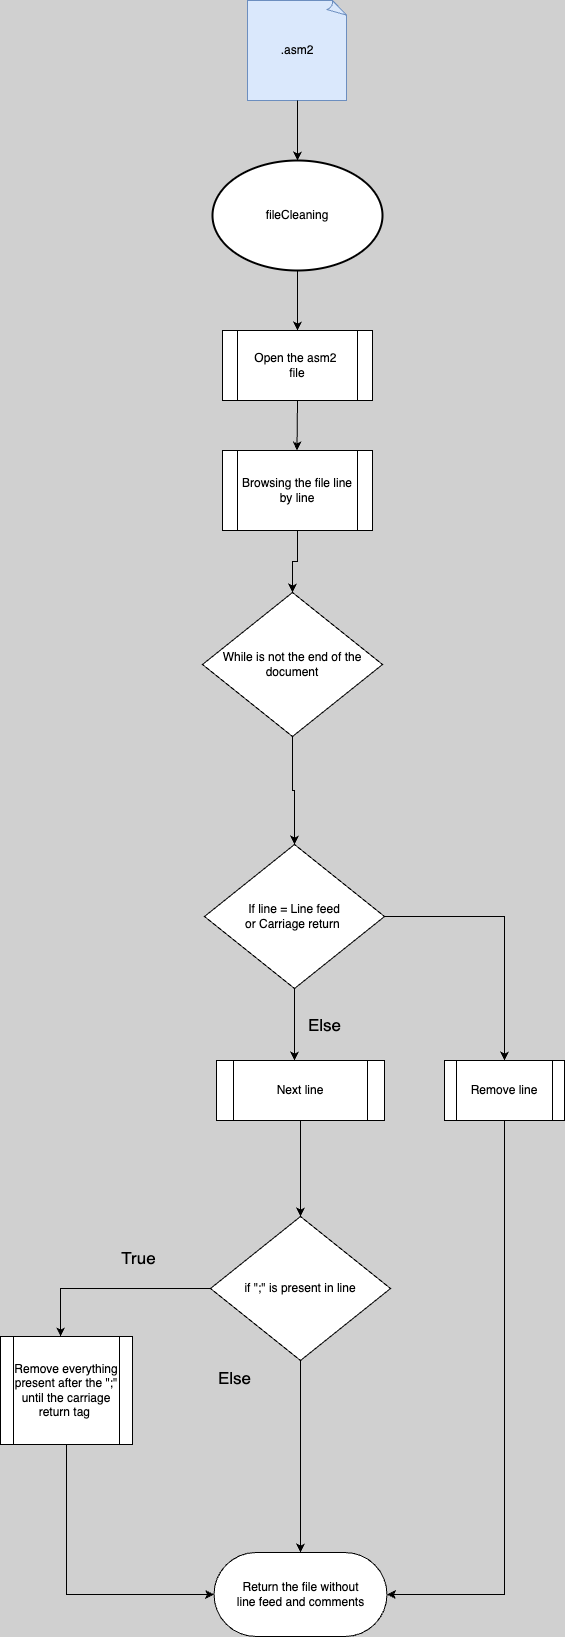 .asm2
fileCleaning
Open the asm2
file
Browsing the file line
by line
While is not the end of the
document
If line = Line feed
or Carriage return
Else
Next line
Remove line
True
if ";" is present in line
Remove everything
present after the ";"
until the carriage
return tag
Else
Return the file without
line feed and comments